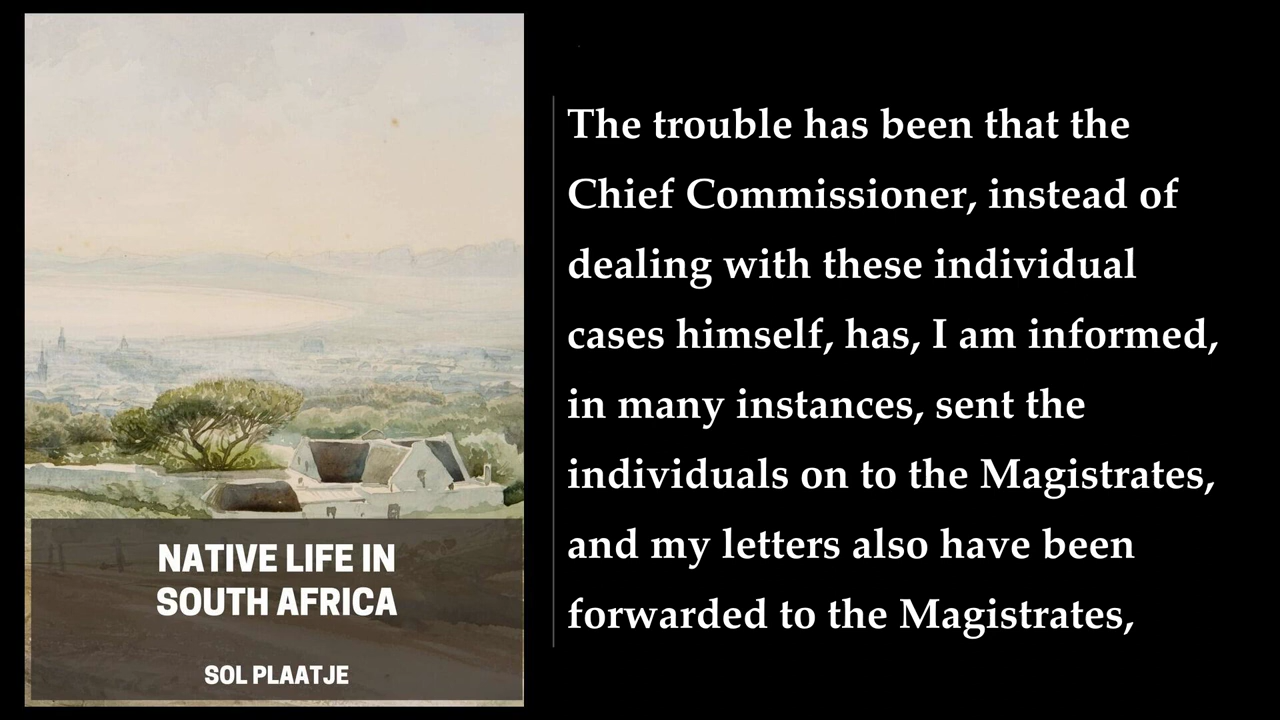 NATIVE LIFE IN
SOUTH AFRICA
SOL PLAATJE
The trouble has been that the
Chief Commissioner, instead of
dealing with these individual
cases himself, has, I am informed,
in many instances, sent the
individuals on to the Magistrates,
and my letters also have been
forwarded to the Magistrates,